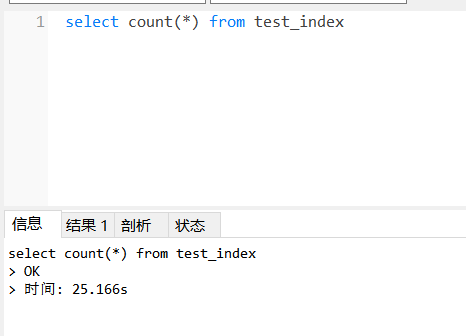 1 select count(*) from test_index
信息 结果 1 剖析 状态
select count(*) from test_index
> OK
> 时间: 25.166s